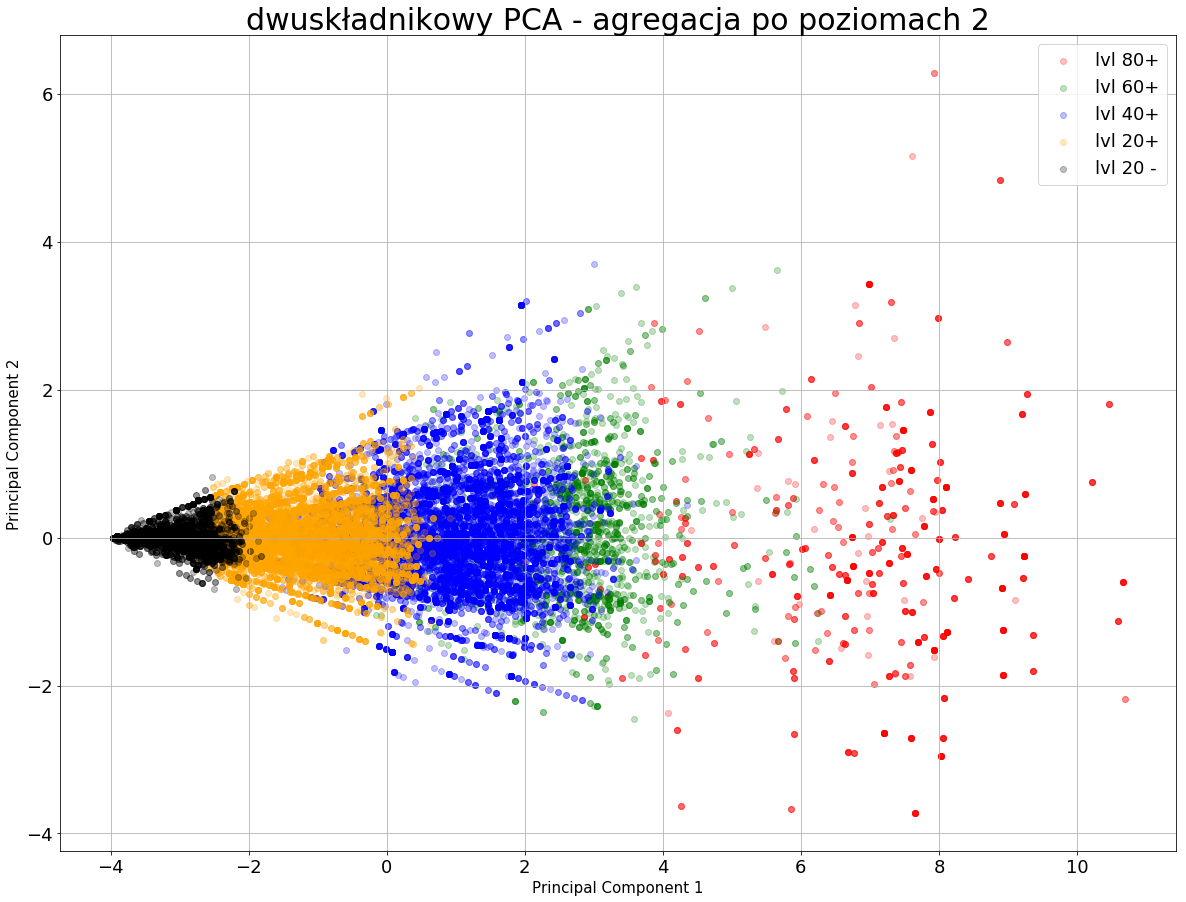 dwuskładnikowy PCA - agregacja po poziomach 2
lvl 80+
lvl 60+
lvl 40+
lvl 20+
lvl 20 -
6
4
2
0
−2
−4
Principal Component 2
−4 −2 0 2 4 6 8 10
Principal Component 1